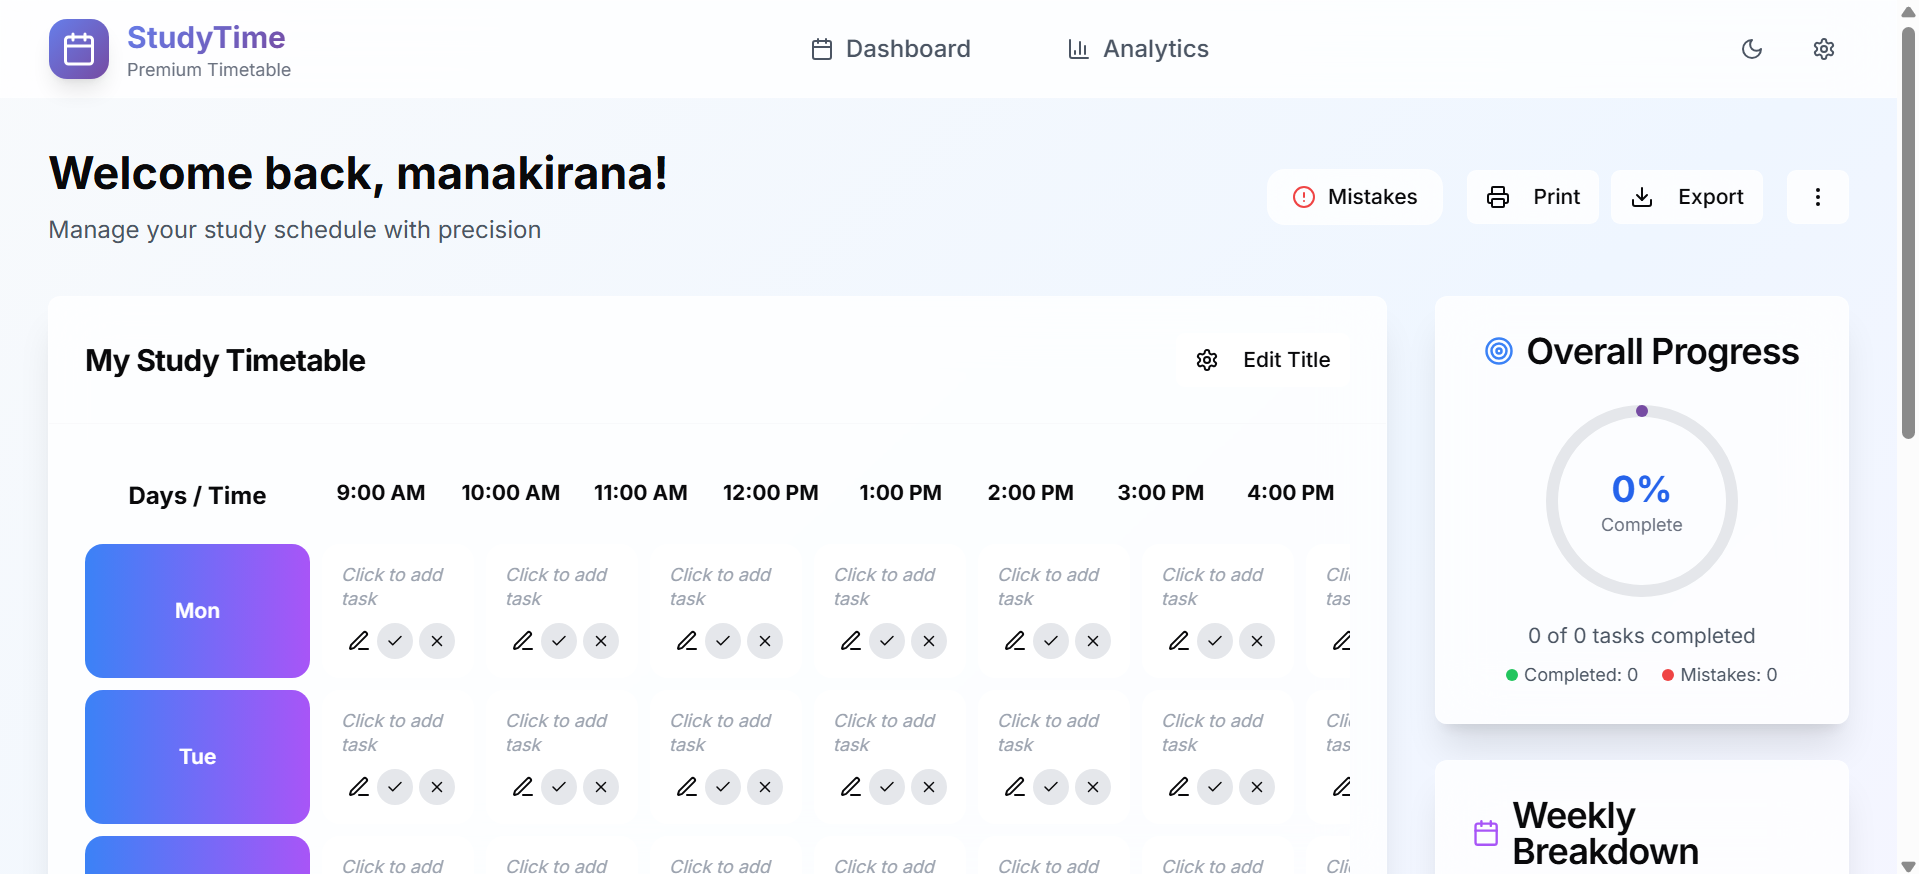 StudyTime
Premium Timetable
Dashboard
Analytics
Welcome back, manakirana!
Manage your study schedule with precision
Mistakes
Print
Export
My Study Timetable
Edit Title
Days / Time
9:00 AM
10:00 AM
11:00 AM
12:00 PM
1:00 PM
2:00 PM
3:00 PM
4:00 PM
Mon
Click to add
task
Click to add
task
Click to add
task
Click to add
task
Click to add
task
Click to add
task
Tue
Click to add
task
Click to add
task
Click to add
task
Click to add
task
Click to add
task
Click to add
task
Click to add
Click to add
Click to add
Click to add
Click to add
Click to add
Overall Progress
0%
Complete
0 of 0 tasks completed
Completed: 0
Mistakes: 0
Weekly
Breakdown